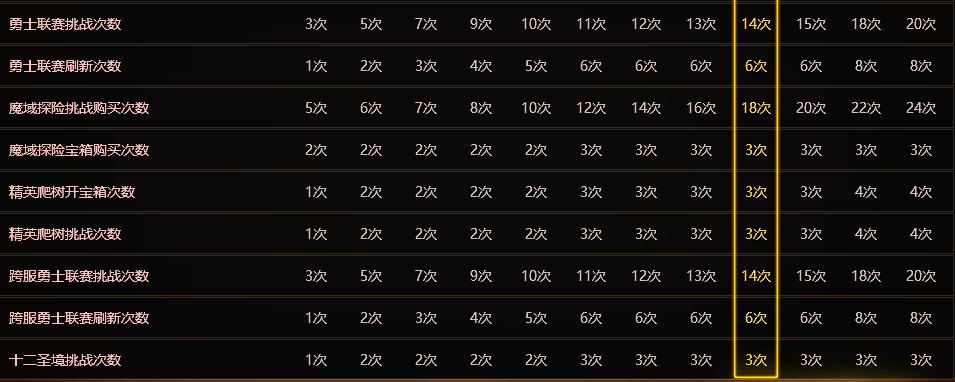 勇士联赛挑战次数 3次 5次 7次 9次 10次 11次 12次 13次 14次 15次 18次 20次
勇士联赛刷新次数 1次 2次 3次 4次 5次 6次 6次 6次 6次 6次 8次 8次
魔域探险挑战购买次数 5次 6次 7次 8次 10次 12次 14次 16次 18次 20次 22次 24次
魔域探险宝箱购买次数 2次 2次 2次 2次 2次 3次 3次 3次 3次 3次 3次 3次
精英爬树开宝箱次数 1次 2次 2次 2次 2次 3次 3次 3次 3次 3次 4次 4次
精英爬树挑战次数 1次 2次 2次 2次 2次 3次 3次 3次 3次 3次 4次 4次
跨服勇士联赛挑战次数 3次 5次 7次 9次 10次 11次 12次 13次 14次 15次 18次 20次
跨服勇士联赛刷新次数 1次 2次 3次 4次 5次 6次 6次 6次 6次 6次 8次 8次
十二圣境挑战次数 1次 2次 2次 2次 2次 3次 3次 3次 3次 3次 3次 3次